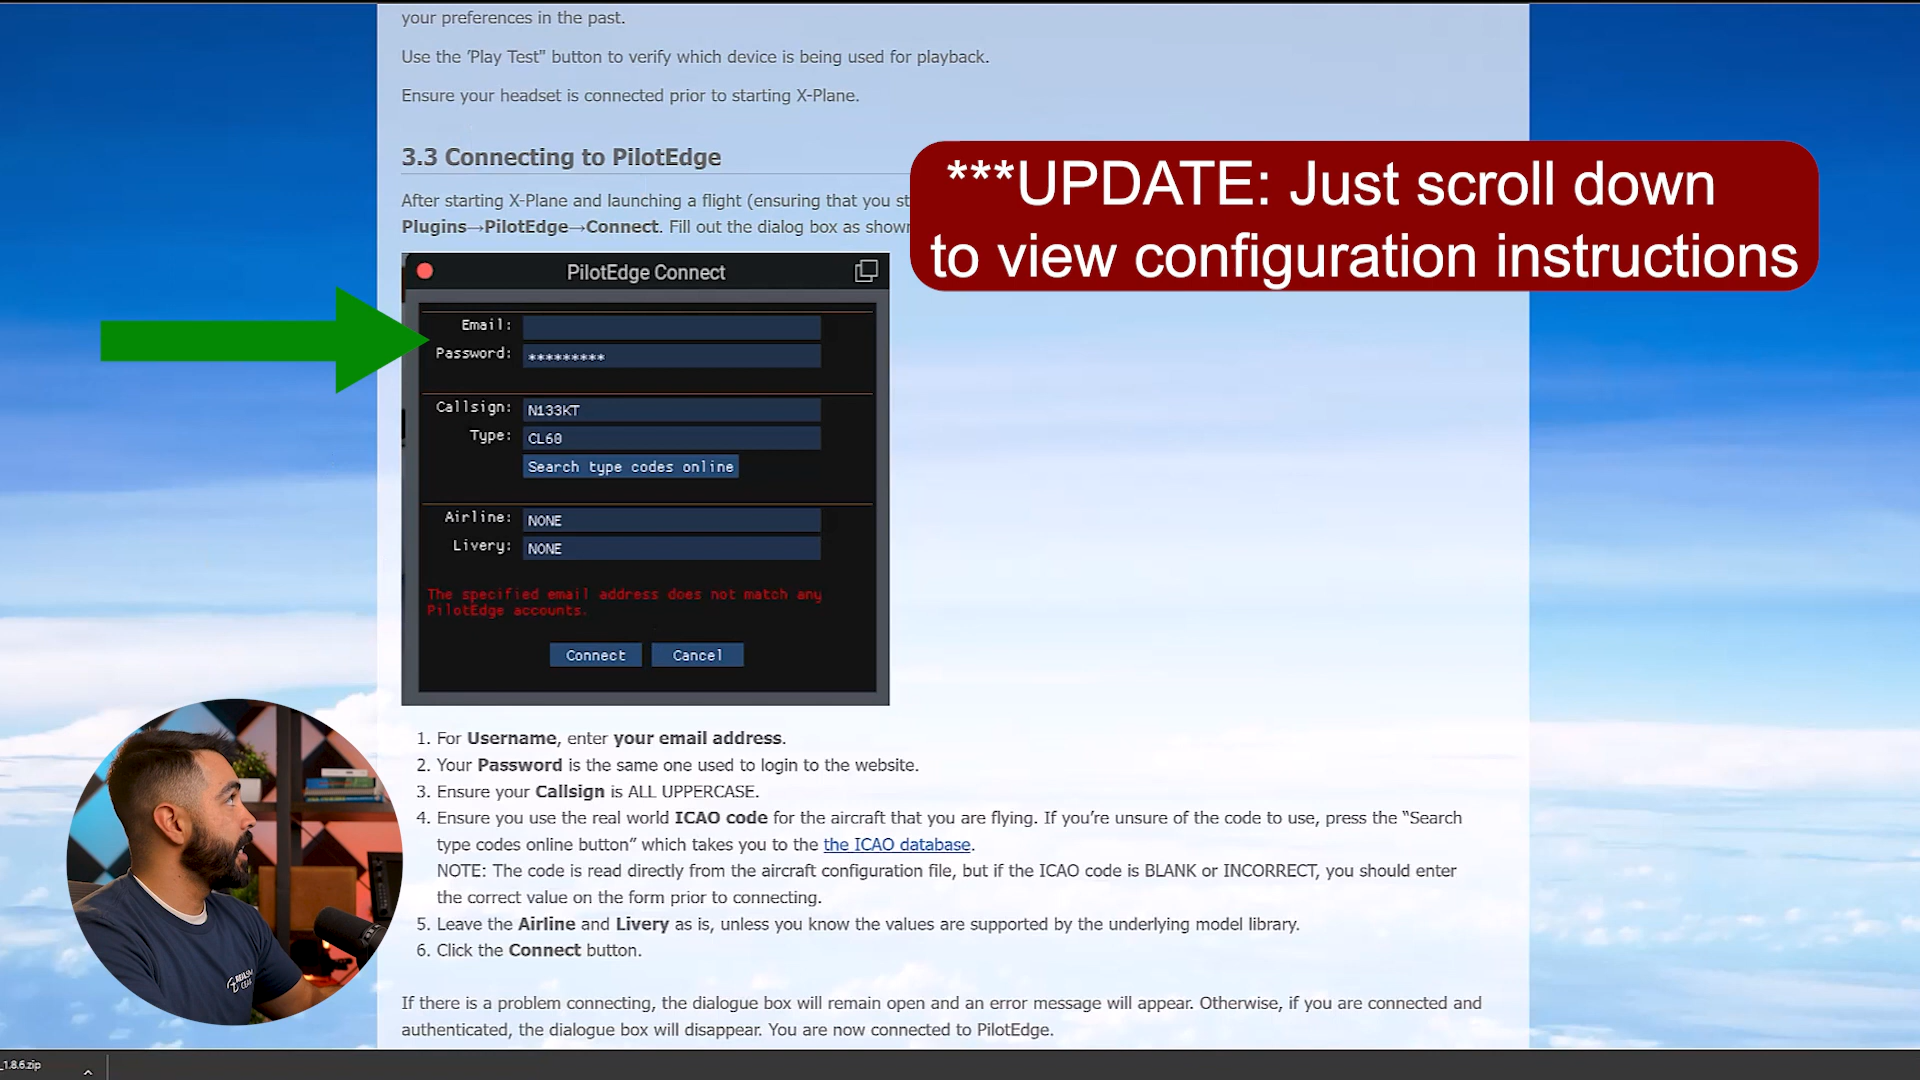 your preferences in the past.
Use the 'Play Test" button to verify which device is being used for playback.
Ensure your headset is connected prior to starting X-Plane.
3.3 Connecting to PilotEdge
After starting X-Plane and launching a flight (ensuring that you st
Plugins→PilotEdge→Connect. Fill out the dialog box as shown
***UPDATE: Just scroll down
to view configuration instructions
PilotEdge Connect
Email:
Password: *********
Callsign: N133KT
Type: CL60
Search type codes online
Airline: NONE
Livery: NONE
The specified email address does not match any
PilotEdge accounts.
Connect Cancel
1. For Username, enter your email address.
2. Your Password is the same one used to login to the website.
3. Ensure your Callsign is ALL UPPERCASE.
4. Ensure you use the real world ICAO code for the aircraft that you are flying. If you're unsure of the code to use, press the “Search
type codes online button” which takes you to the the ICAO database.
NOTE: The code is read directly from the aircraft configuration file, but if the ICAO code is BLANK or INCORRECT, you should enter
the correct value on the form prior to connecting.
5. Leave the Airline and Livery as is, unless you know the values are supported by the underlying model library.
6. Click the Connect button.
If there is a problem connecting, the dialogue box will remain open and an error message will appear. Otherwise, if you are connected and
authenticated, the dialogue box will disappear. You are now connected to PilotEdge.
_1.8.6.zip